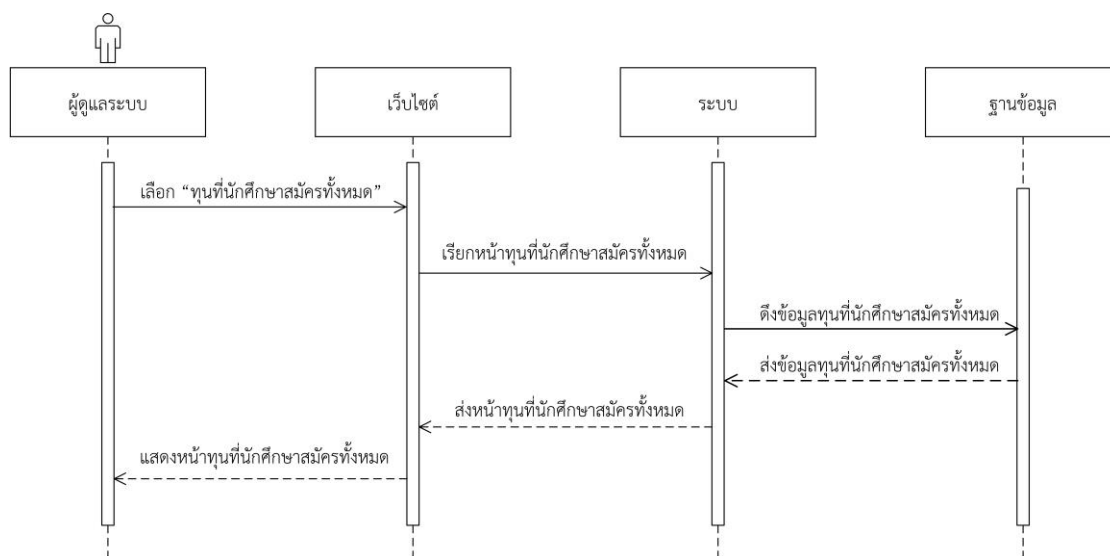 ผู้ดูแลระบบ
เว็บไซต์
ระบบ
ฐานข้อมูล
เลือก “ทุนที่นักศึกษาสมัครทั้งหมด”
เรียกหน้าทุนที่นักศึกษาสมัครทั้งหมด
ดึงข้อมูลทุนที่นักศึกษาสมัครทั้งหมด
ส่งข้อมูลทุนที่นักศึกษาสมัครทั้งหมด
ส่งหน้าทุนที่นักศึกษาสมัครทั้งหมด
แสดงหน้าทุนที่นักศึกษาสมัครทั้งหมด